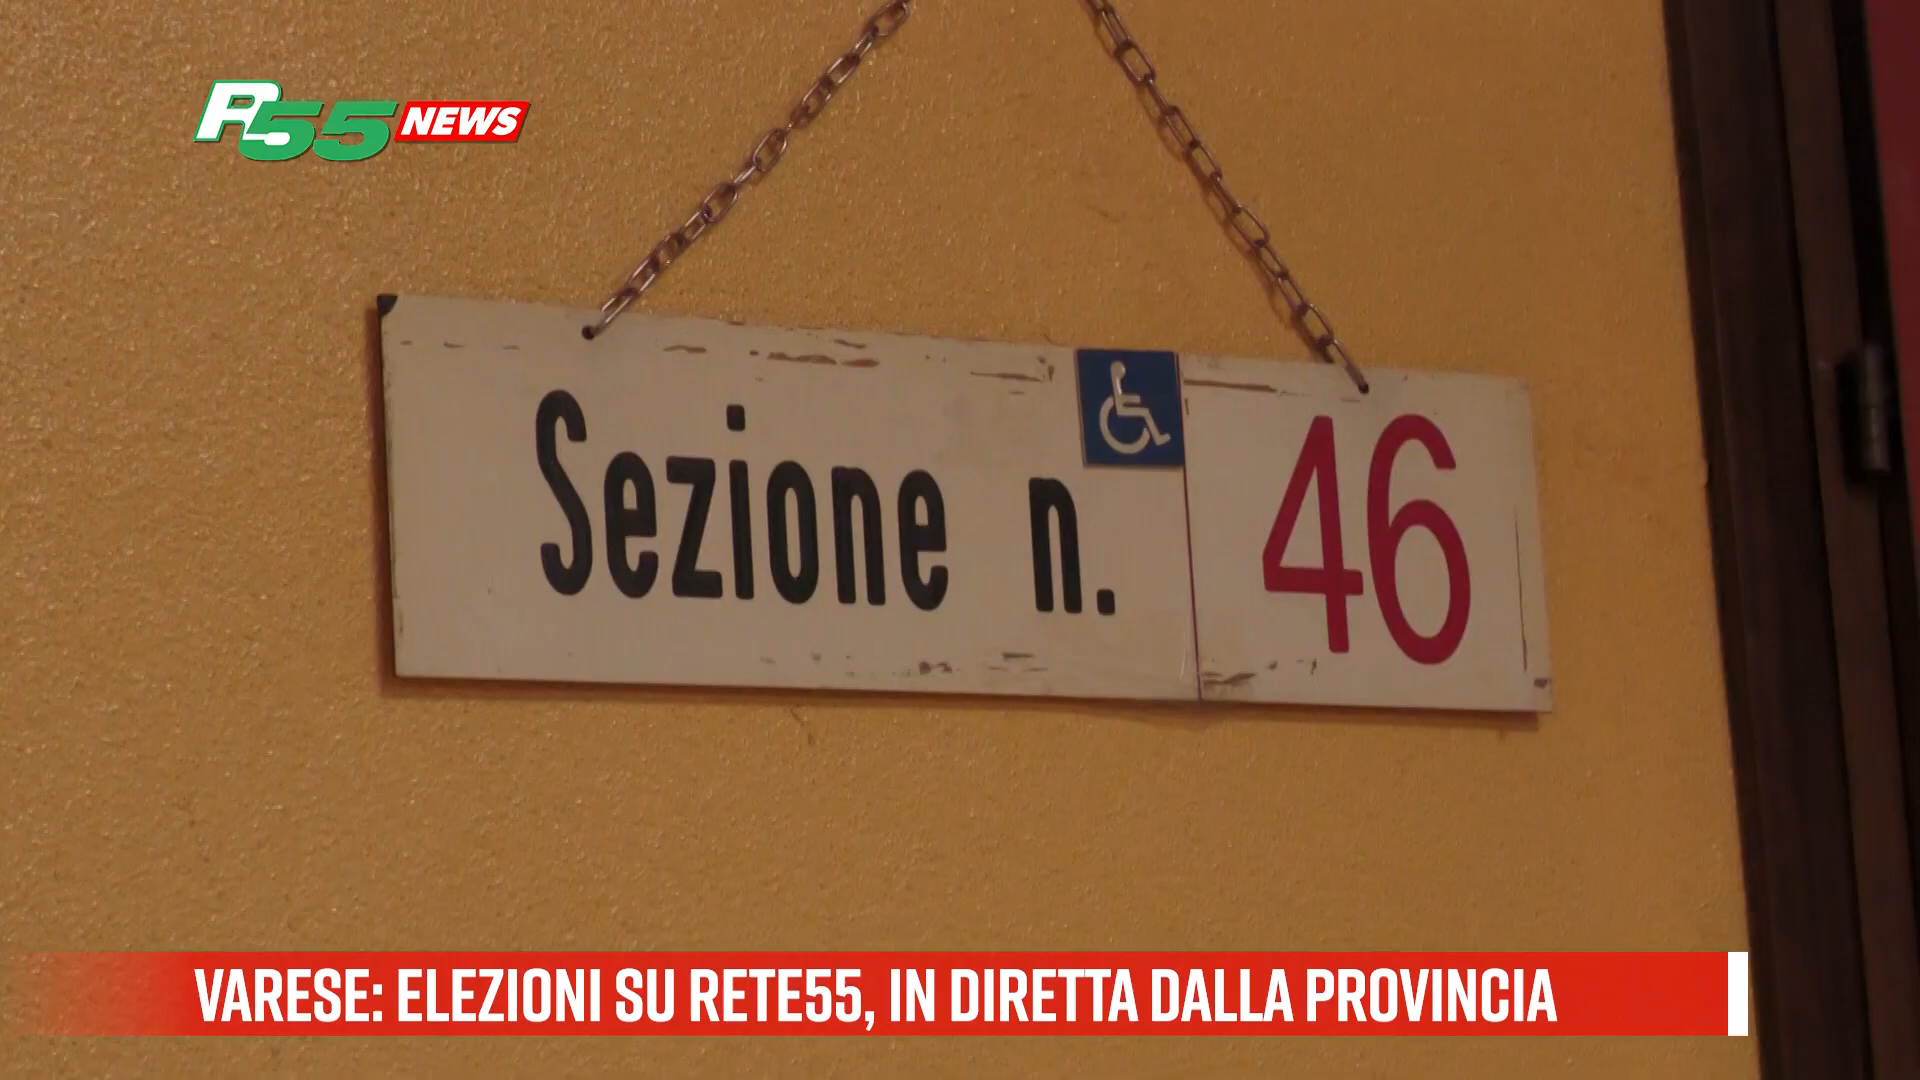 R55 NEWS
Sezione n. 46
VARESE: ELEZIONI SU RETE55, IN DIRETTA DALLA PROVINCIA